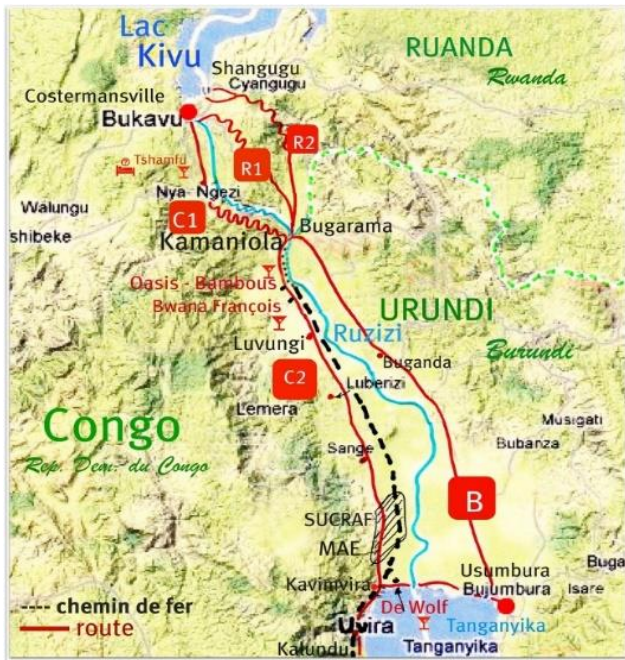 Lac
Kivu
RUANDA
Rwanda
Shangugu
Cyangugu
Costermansville
Bukavu
R2
R1
Tshamfu
Nya Ngezi
Walungu
shibeke
C1
Bugarama
Kamaniola
Oasis - Bambous
Bwana François
URUNDI
Ruzizi
Burundi
Luvungi
Buganda
C2
Luberizi
Lemera
Congo
Rep. Dem. du Congo
Musigati
Bubanza
Sange
B
SUCRAF
MAE
Usumbura
Buga
Kavimvira
Bujumbura
Isare
---- chemin de fer
De Wolf
route
Uvira
Tanganyika
Kalundu
Tanganyika